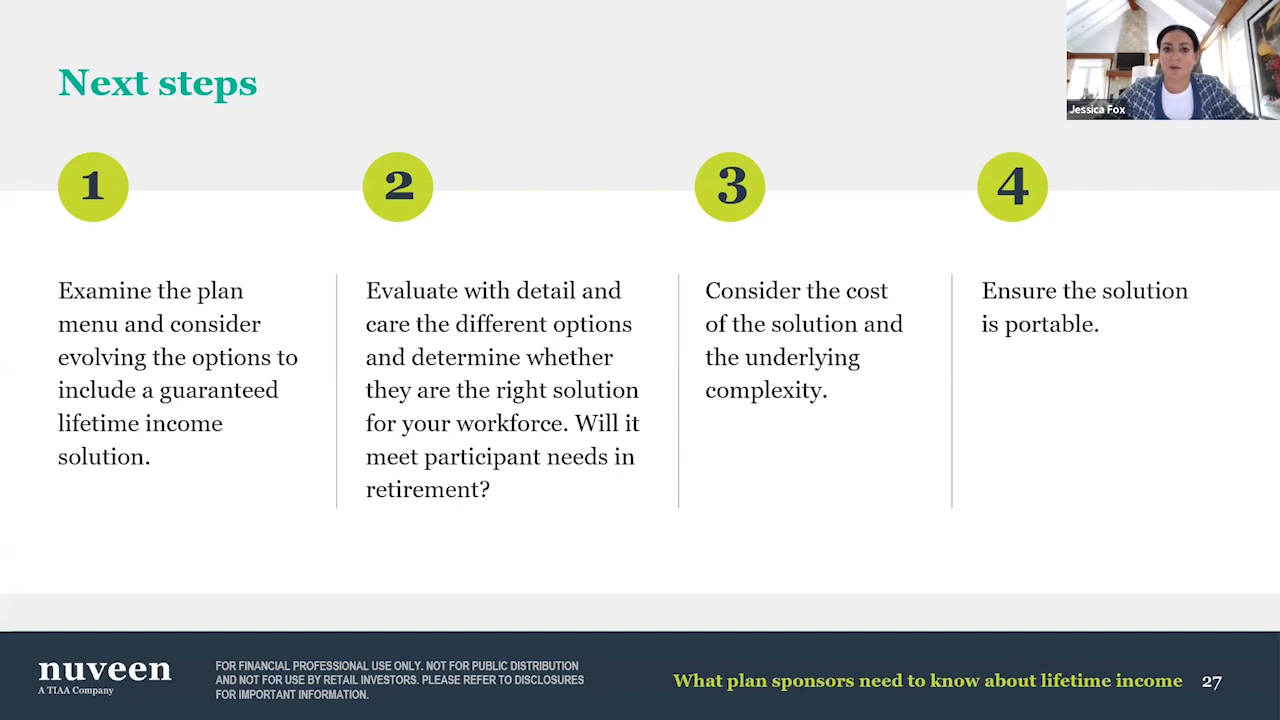 Next steps
Jessica Fox
1
Examine the plan
menu and consider
evolving the options to
include a guaranteed
lifetime income
solution.
2
Evaluate with detail and
care the different options
and determine whether
they are the right solution
for your workforce. Will it
meet participant needs in
retirement?
3
Consider the cost
of the solution and
the underlying
complexity.
4
Ensure the solution
is portable.
nuveen
A TIAA Company
FOR FINANCIAL PROFESSIONAL USE ONLY. NOT FOR PUBLIC DISTRIBUTION
AND NOT FOR USE BY RETAIL INVESTORS. PLEASE REFER TO DISCLOSURES
FOR IMPORTANT INFORMATION.
What plan sponsors need to know about lifetime income 27